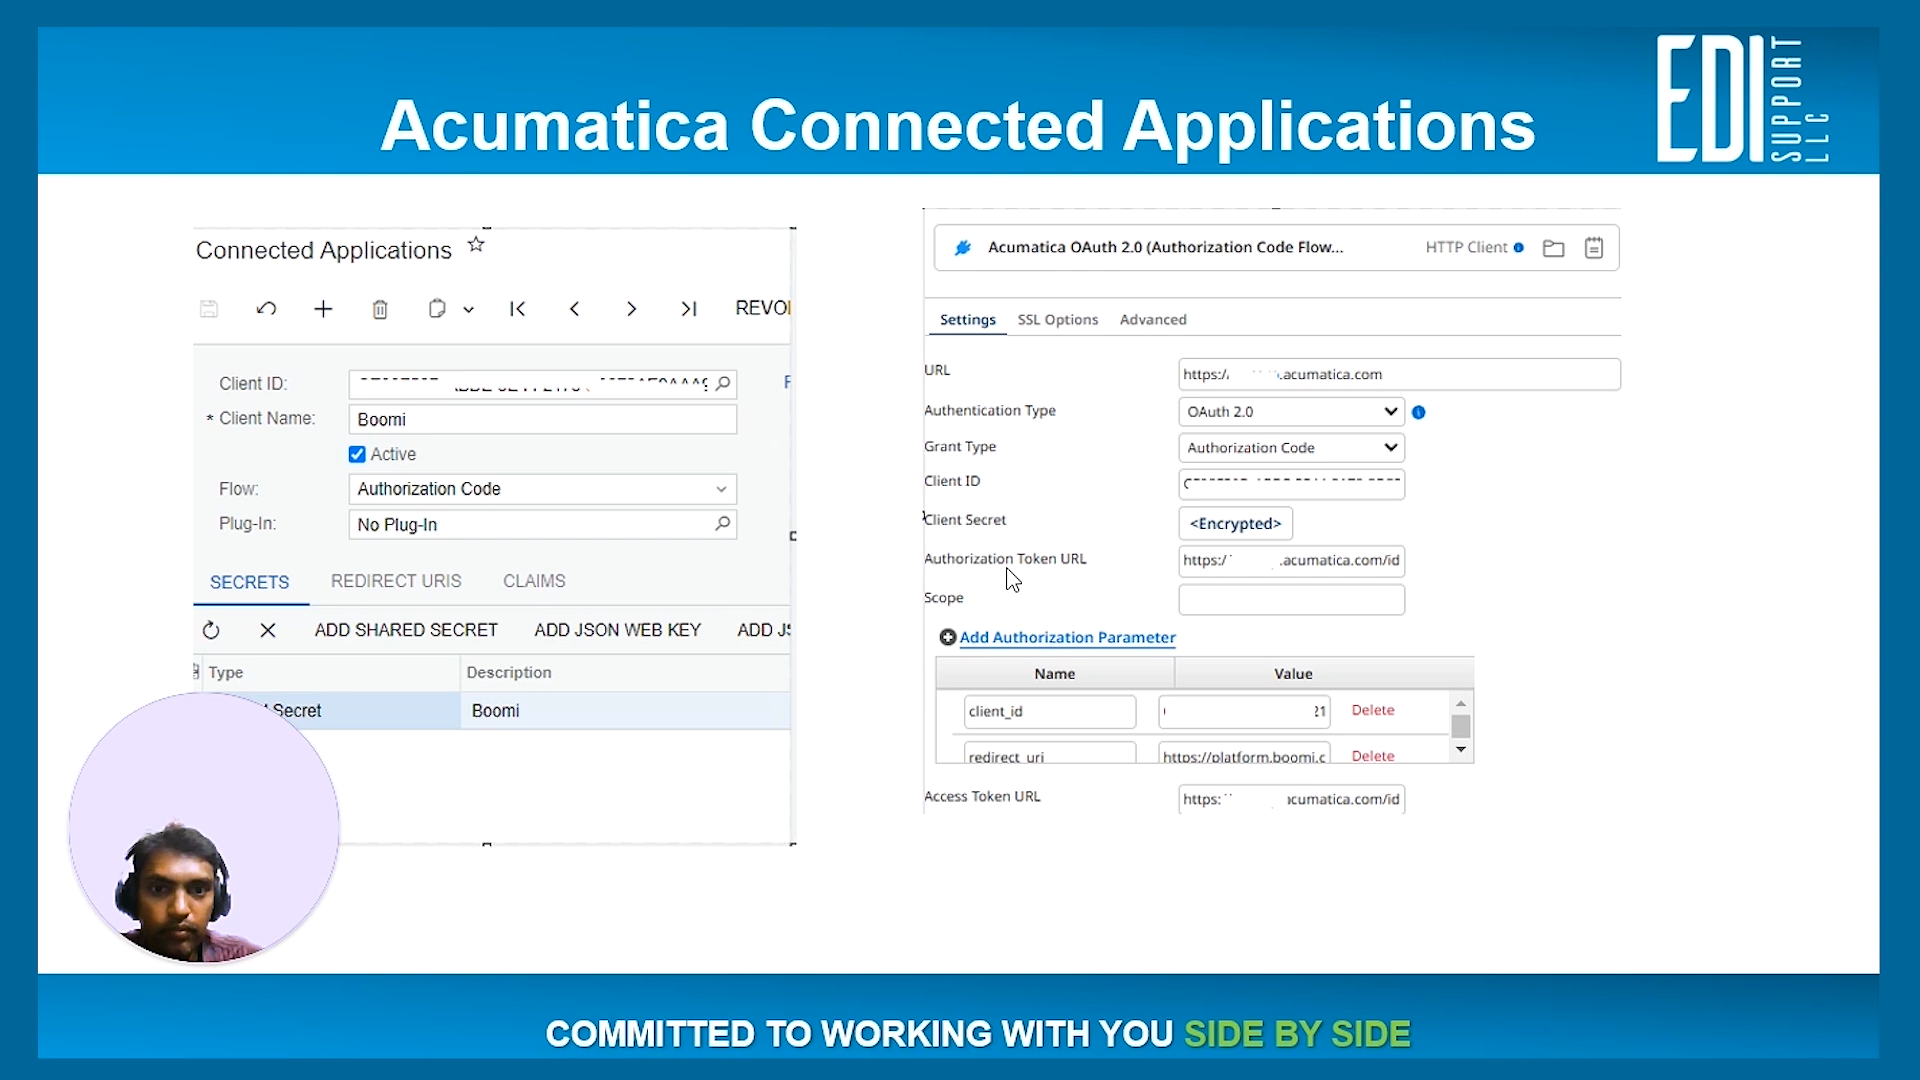 EDI
SUPPORT
LLC
Acumatica Connected Applications
Connected Applications
REVO
Client ID:
* Client Name: Boomi
Active
Flow: Authorization Code
Plug-In: No Plug-In
SECRETS REDIRECT URIS CLAIMS
ADD SHARED SECRET ADD JSON WEB KEY ADD JS
Type Description
Secret Boomi
Acumatica OAuth 2.0 (Authorization Code Flow... HTTP Client
Settings SSL Options Advanced
URL https:/ .acumatica.com
Authentication Type OAuth 2.0
Grant Type Authorization Code
Client ID
Client Secret <Encrypted>
Authorization Token URL https:/ .acumatica.com/id
Scope
Add Authorization Parameter
Name Value
client_id 21 Delete
redirect_uri https://platform.boomi.c Delete
Access Token URL https: cumatica.com/id
COMMITTED TO WORKING WITH YOU SIDE BY SIDE